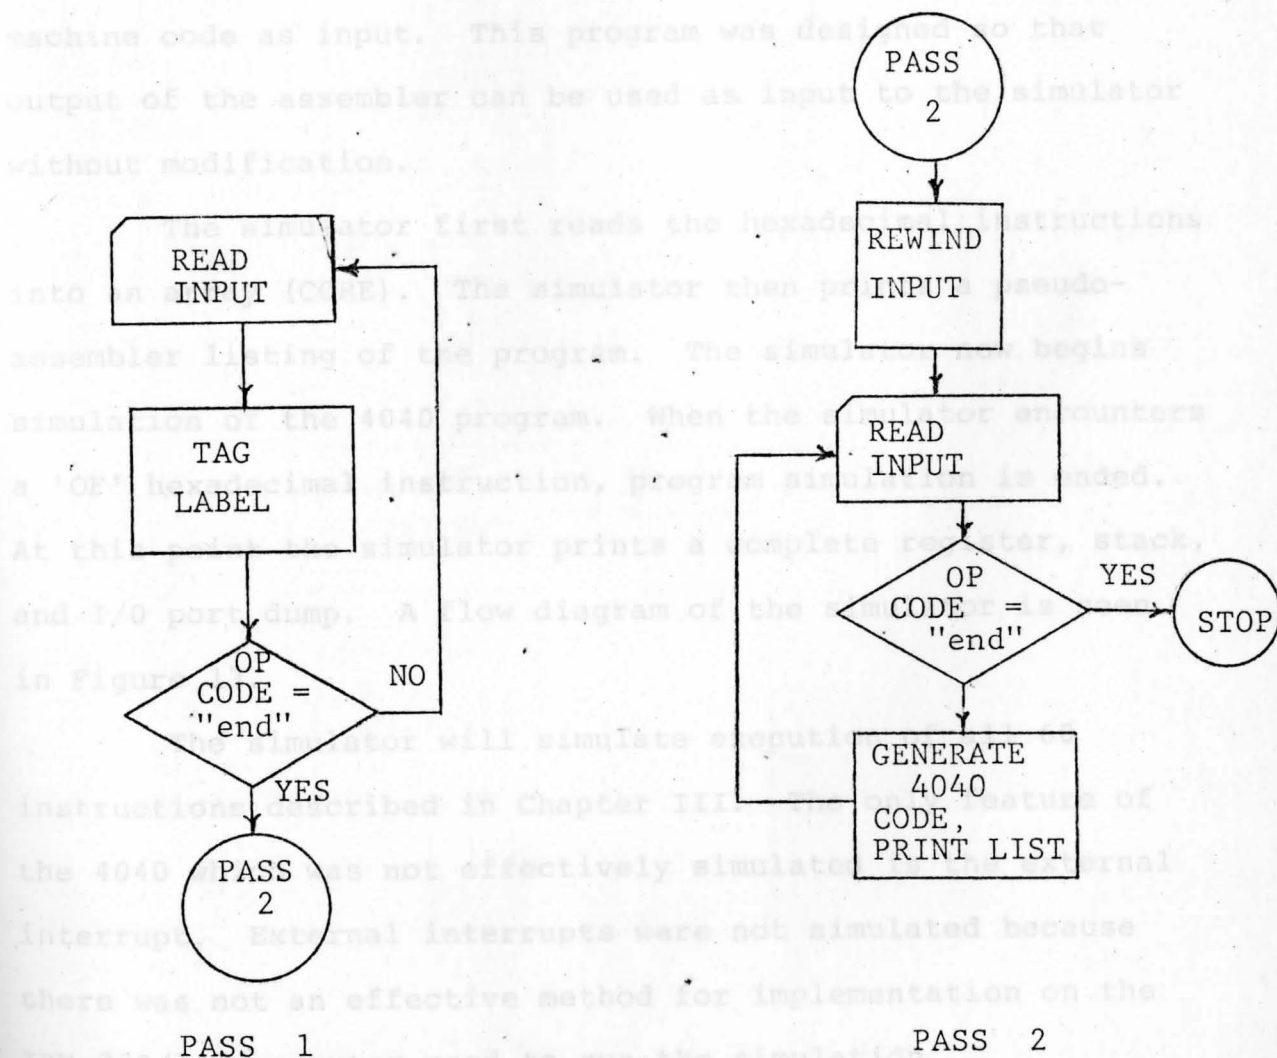 machine code as input. This program was designed so that
output of the assembler can be used as input to the simulator
without modification.
The simulator first reads the hexadecimal instructions
into an array (CORE). The simulator then prints a pseudo-
assembler listing of the program. The simulator now begins
simulation of the 4040 program. When the simulator encounters
a 'OF' hexadecimal instruction, program simulation is ended.
At this point the simulator prints a complete register, stack,
and I/O port dump. A flow diagram of the simulator is seen
in Figure
The simulator will simulate execution of all 60
instructions described in Chapter III. The only feature of
the 4040 which was not effectively simulated is the external
interrupt. External interrupts were not simulated because
there was not an effective method for implementation on the
used to run the simulation
READ
INPUT
TAG
LABEL
OP
CODE =
"end"
NO
YES
PASS
2
PASS 1
PASS
2
REWIND
INPUT
READ
INPUT
OP
CODE =
"end"
YES
STOP
GENERATE
4040
CODE,
PRINT LIST
PASS 2